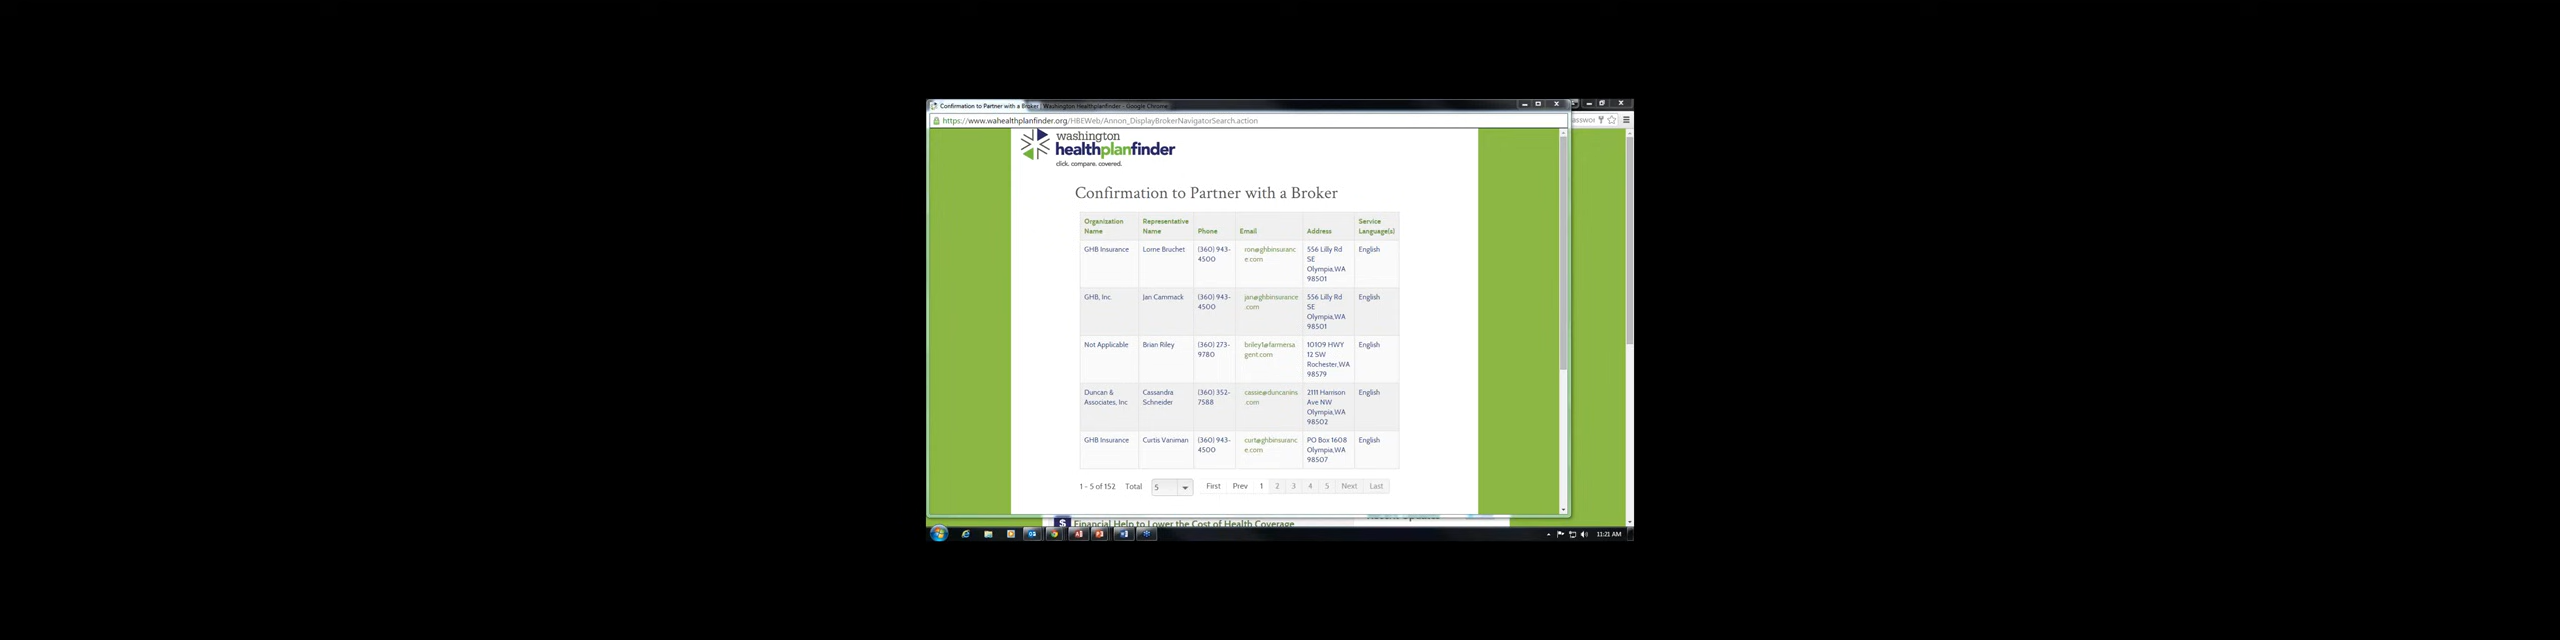 Confirmation to Partner with a Broker | Washington Healthplanfinder - Google Chrome
https://www.wahealthplanfinder.org/HBEWeb/Annon_DisplayBrokerNavigatorSearch.action
washington
healthplanfinder
click. compare. covered.
Confirmation to Partner with a Broker
Organization Name Representative Name Phone Email Address Service Language(s)
GHB Insurance Lorne Bruchet (360) 943-4500 ron@ghbinsurance.com 556 Lilly Rd SE Olympia,WA 98501 English
GHB, Inc. Jan Cammack (360) 943-4500 jan@ghbinsurance.com 556 Lilly Rd SE Olympia,WA 98501 English
Not Applicable Brian Riley (360) 273-9780 briley1@farmersagent.com 10109 HWY 12 SW Rochester,WA 98579 English
Duncan & Associates, Inc Cassandra Schneider (360) 352-7588 cassie@duncanins.com 2111 Harrison Ave NW Olympia,WA 98502 English
GHB Insurance Curtis Vaniman (360) 943-4500 curt@ghbinsurance.com PO Box 1608 Olympia,WA 98507 English
1 - 5 of 152 Total 5 First Prev 1 2 3 4 5 Next Last
Financial Help to Lower the Cost of Health Coverage
11:21 AM